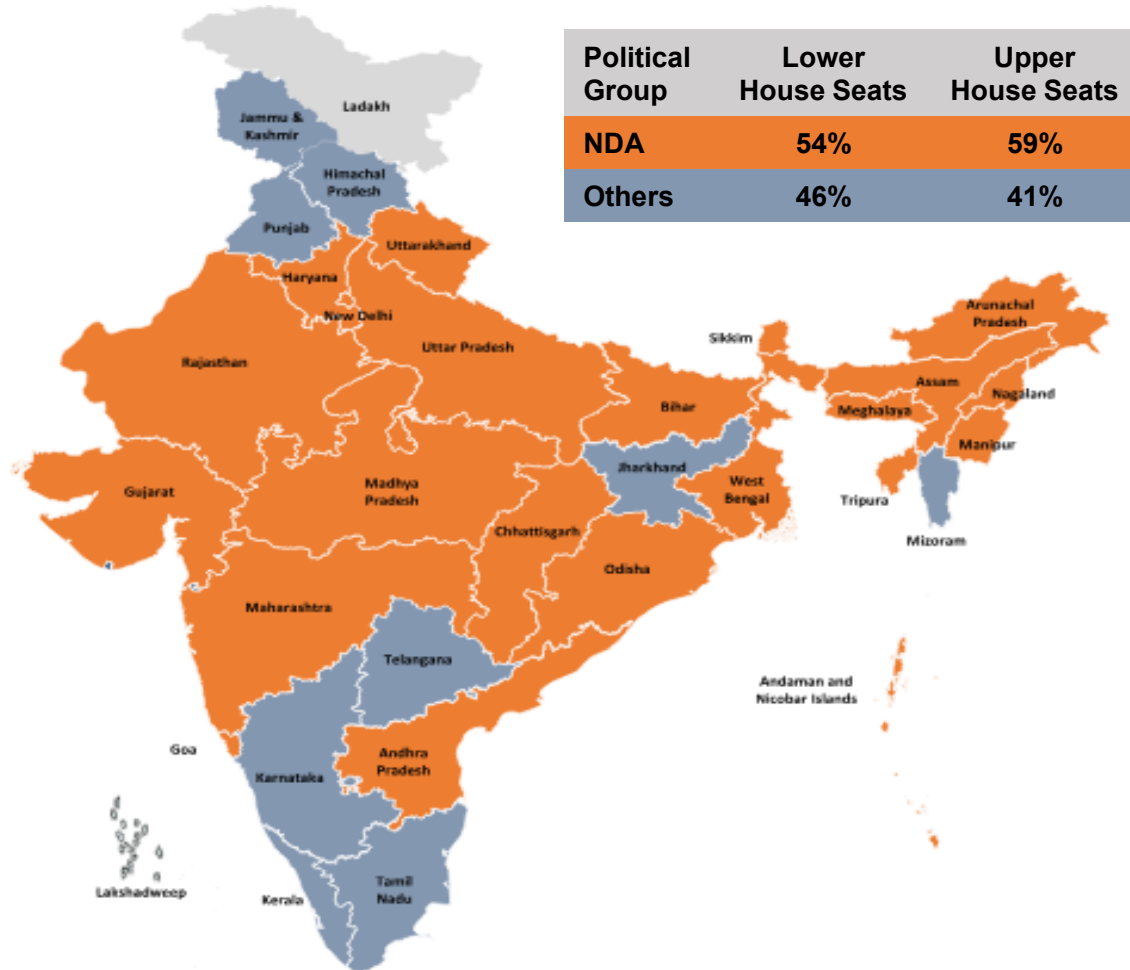 Political Group
Lower House Seats
Upper House Seats
NDA 54% 59%
Others 46% 41%
Ladakh
Jammu &
Kashmir
Himachal
Pradesh
Punjab
Uttarakhand
Haryana
New Delhi
Rajasthan
Uttar Pradesh
Sikkim
Arunachal
Pradesh
Assam
Nagaland
Meghalaya
Manipur
Bihar
Tripura
Mizoram
Jharkhand
West
Bengal
Gujarat
Madhya
Pradesh
Chhattisgarh
Odisha
Maharashtra
Telangana
Andaman and
Nicobar Islands
Goa
Karnataka
Andhra
Pradesh
Lakshadweep
Kerala
Tamil
Nadu